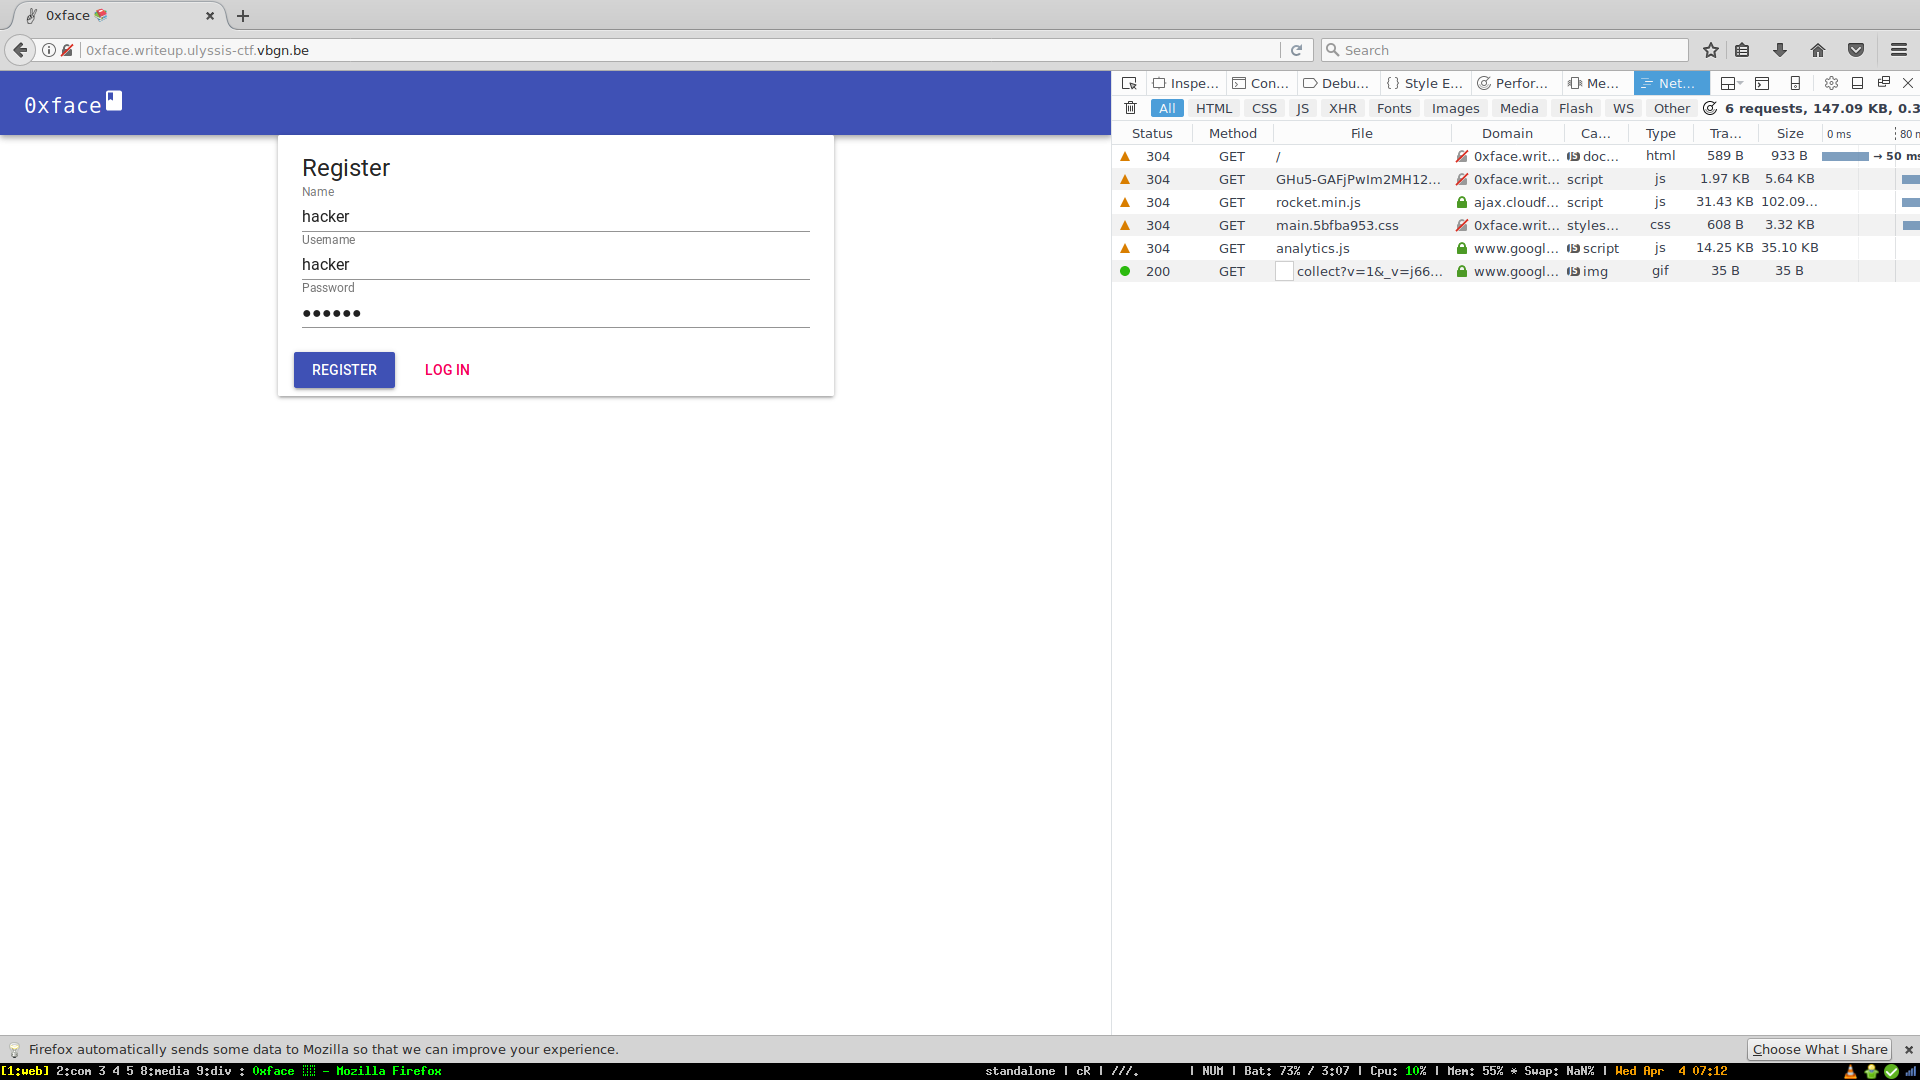 0xface
0xface.writeup.ulyssis-ctf.vbgn.be
Search
0xface
Register
Name
hacker
Username
hacker
Password
••••••
REGISTER LOG IN
Inspe... Con... Debu... { } Style E... Perfor... Me... Net...
All HTML CSS JS XHR Fonts Images Media Flash WS Other 6 requests, 147.09 KB, 0.3
Status Method File Domain Ca... Type Tra... Size 0 ms 80 m
304 GET / 0xface.writ... JS doc... html 589 B 933 B → 50 ms
304 GET GHu5-GAFjPwIm2MH12... 0xface.writ... script js 1.97 KB 5.64 KB
304 GET rocket.min.js ajax.cloudf... script js 31.43 KB 102.09...
304 GET main.5bfba953.css 0xface.writ... styles... css 608 B 3.32 KB
304 GET analytics.js www.googl... JS script js 14.25 KB 35.10 KB
200 GET collect?v=1&_v=j66... www.googl... JS img gif 35 B 35 B
Firefox automatically sends some data to Mozilla so that we can improve your experience. Choose What I Share
[1:web] 2:com 3 4 5 8:media 9:div : 0xface - Mozilla Firefox standalone | cR | ///. | NUM | Bat: 73% / 3:07 | Cpu: 10% | Mem: 55% * Swap: NaN% | Wed Apr 4 07:12